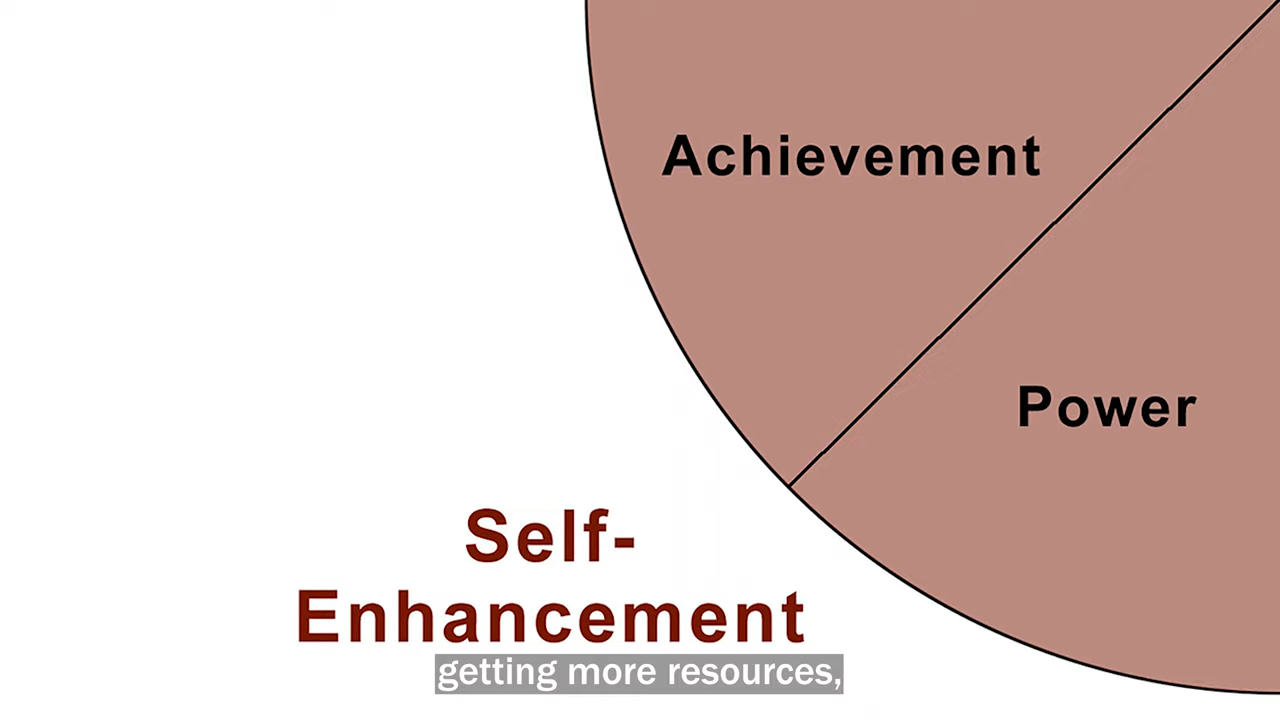 Achievement
Power
Self-
Enhancement
getting more resources,